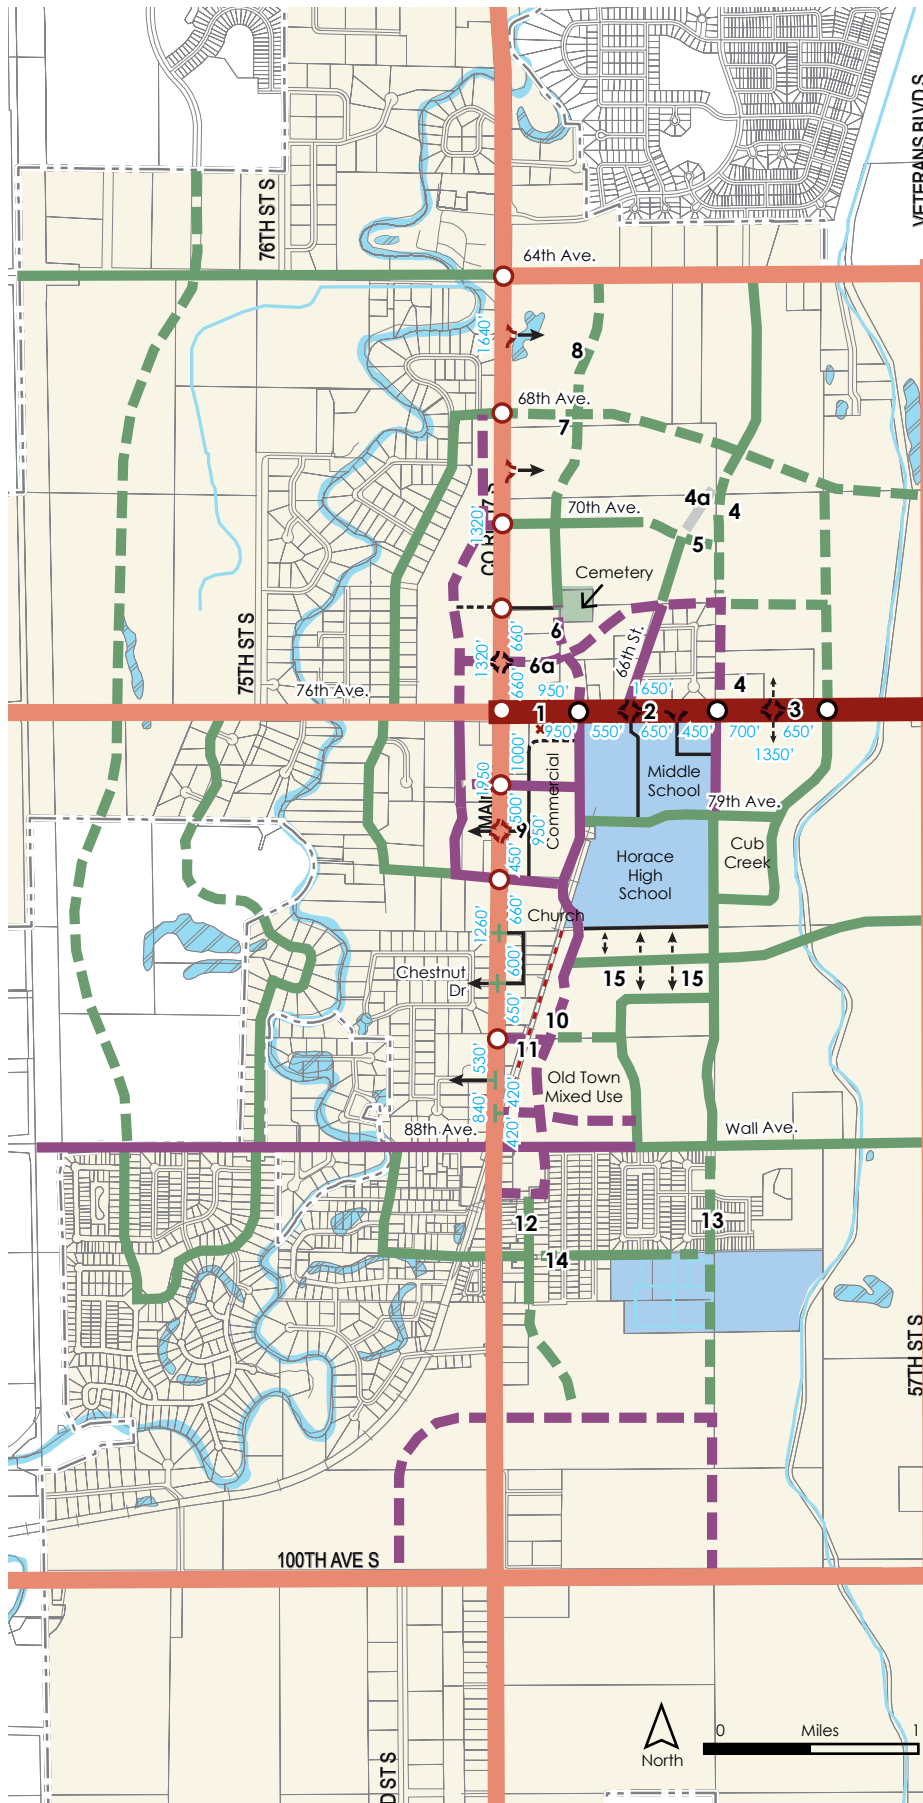 VETERANS BLVD S
76TH ST S
64th Ave.
1640'
8
68th Ave.
7
4a
4
70th Ave.
1320'
5
Cemetery
6
660'
66th St.
75TH ST S
1320'
6a
660'
76th Ave.
950'
1650'
4
1
2
3
950'
550'
650'
450'
700'
650'
1350'
1000'
1950
Commercial
Middle
School
79th Ave.
MAIN
500'
9
950'
450'
Cub
Creek
Horace
High
School
660'
Church
1260'
600'
Chestnut
Dr
15
15
650'
10
11
530'
420'
Old Town
Mixed Use
840'
420'
88th Ave.
Wall Ave.
12
13
14
57TH ST S
100TH AVE S
D ST S
North
0 Miles 1